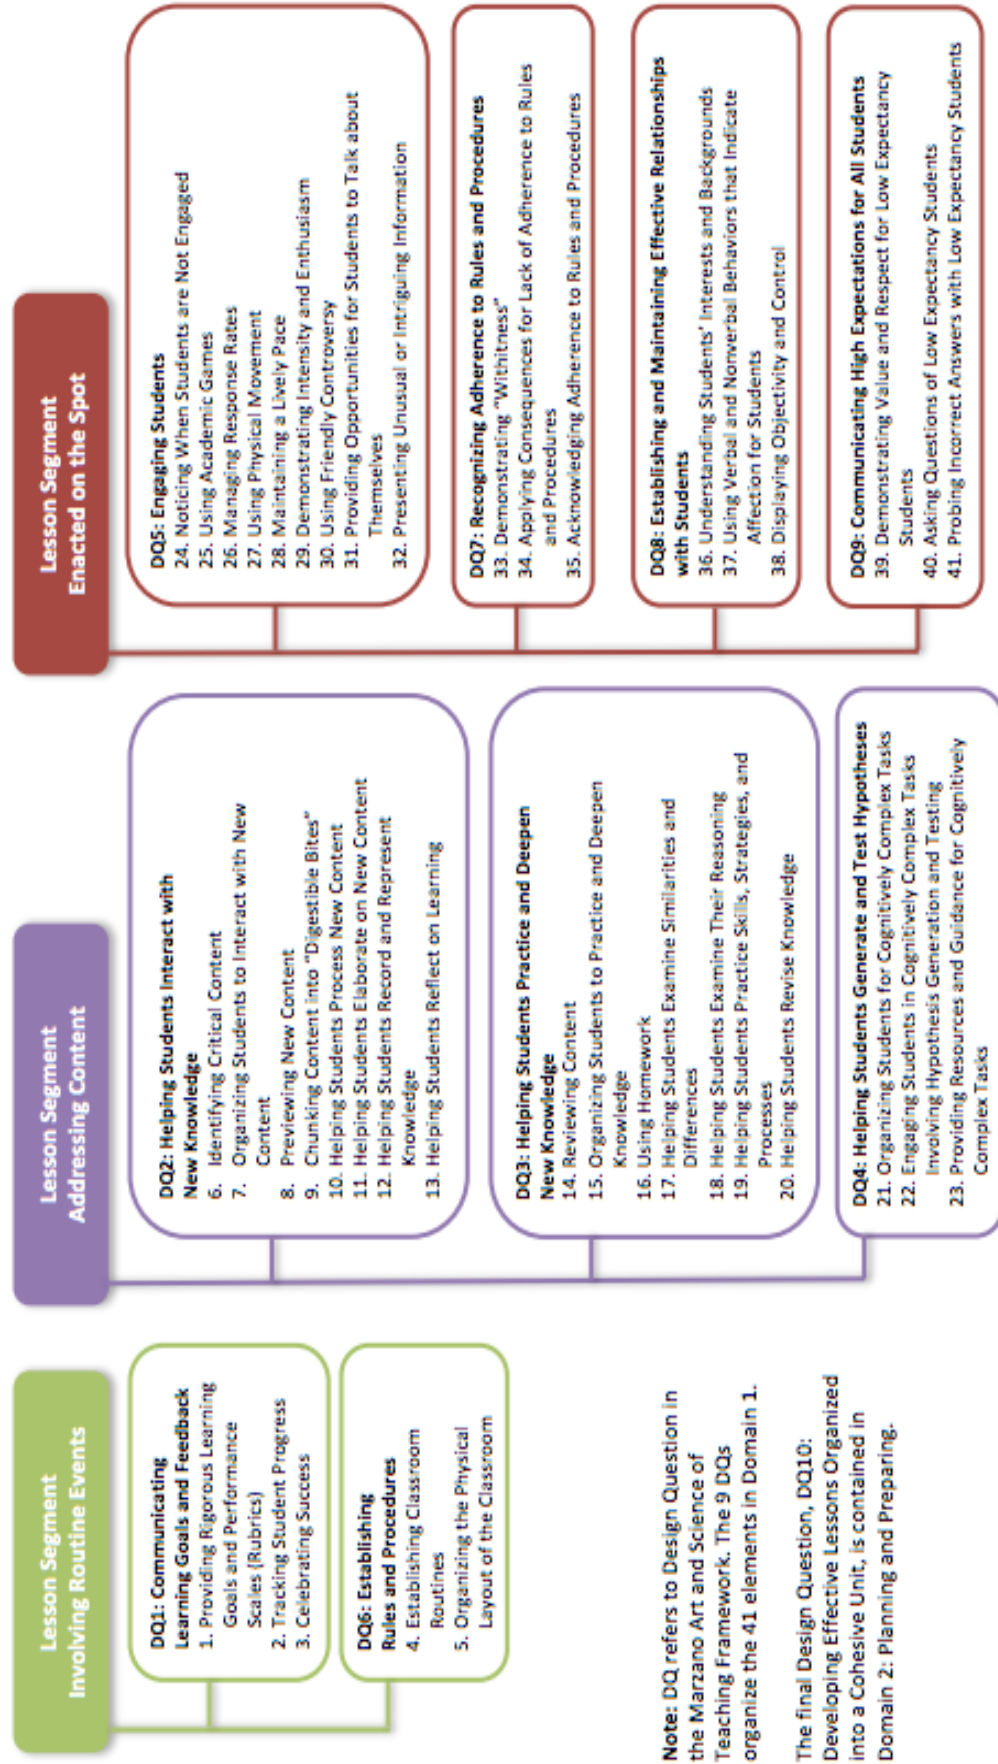 Lesson Segment
Involving Routine Events
DQ1: Communicating
Learning Goals and Feedback
1. Providing Rigorous Learning
Goals and Performance
Scales (Rubrics)
2. Tracking Student Progress
3. Celebrating Success
DQ6: Establishing
Rules and Procedures
4. Establishing Classroom
Routines
5. Organizing the Physical
Layout of the Classroom
Note: DQ refers to Design Question in
the Marzano Art and Science of
Teaching Framework. The 9 DQs
organize the 41 elements in Domain 1.
The final Design Question, DQ10:
Developing Effective Lessons Organized
into a Cohesive Unit, is contained in
Domain 2: Planning and Preparing.
Lesson Segment
Addressing Content
DQ2: Helping Students Interact with
New Knowledge
6. Identifying Critical Content
7. Organizing Students to Interact with New
Content
8. Previewing New Content
9. Chunking Content into "Digestible Bites"
10. Helping Students Process New Content
11. Helping Students Elaborate on New Content
12. Helping Students Record and Represent
Knowledge
13. Helping Students Reflect on Learning
DQ3: Helping Students Practice and Deepen
New Knowledge
14. Reviewing Content
15. Organizing Students to Practice and Deepen
Knowledge
16. Using Homework
17. Helping Students Examine Similarities and
Differences
18. Helping Students Examine Their Reasoning
19. Helping Students Practice Skills, Strategies, and
Processes
20. Helping Students Revise Knowledge
DQ4: Helping Students Generate and Test Hypotheses
21. Organizing Students for Cognitively Complex Tasks
22. Engaging Students in Cognitively Complex Tasks
Involving Hypothesis Generation and Testing
23. Providing Resources and Guidance for Cognitively
Complex Tasks
Lesson Segment
Enacted on the Spot
DQ5: Engaging Students
24. Noticing When Students are Not Engaged
25. Using Academic Games
26. Managing Response Rates
27. Using Physical Movement
28. Maintaining a Lively Pace
29. Demonstrating Intensity and Enthusiasm
30. Using Friendly Controversy
31. Providing Opportunities for Students to Talk about
Themselves
32. Presenting Unusual or Intriguing Information
DQ7: Recognizing Adherence to Rules and Procedures
33. Demonstrating "Withitness"
34. Applying Consequences for Lack of Adherence to Rules
and Procedures
35. Acknowledging Adherence to Rules and Procedures
DQ8: Establishing and Maintaining Effective Relationships
with Students
36. Understanding Students' Interests and Backgrounds
37. Using Verbal and Nonverbal Behaviors that Indicate
Affection for Students
38. Displaying Objectivity and Control
DQ9: Communicating High Expectations for All Students
39. Demonstrating Value and Respect for Low Expectancy
Students
40. Asking Questions of Low Expectancy Students
41. Probing Incorrect Answers with Low Expectancy Students